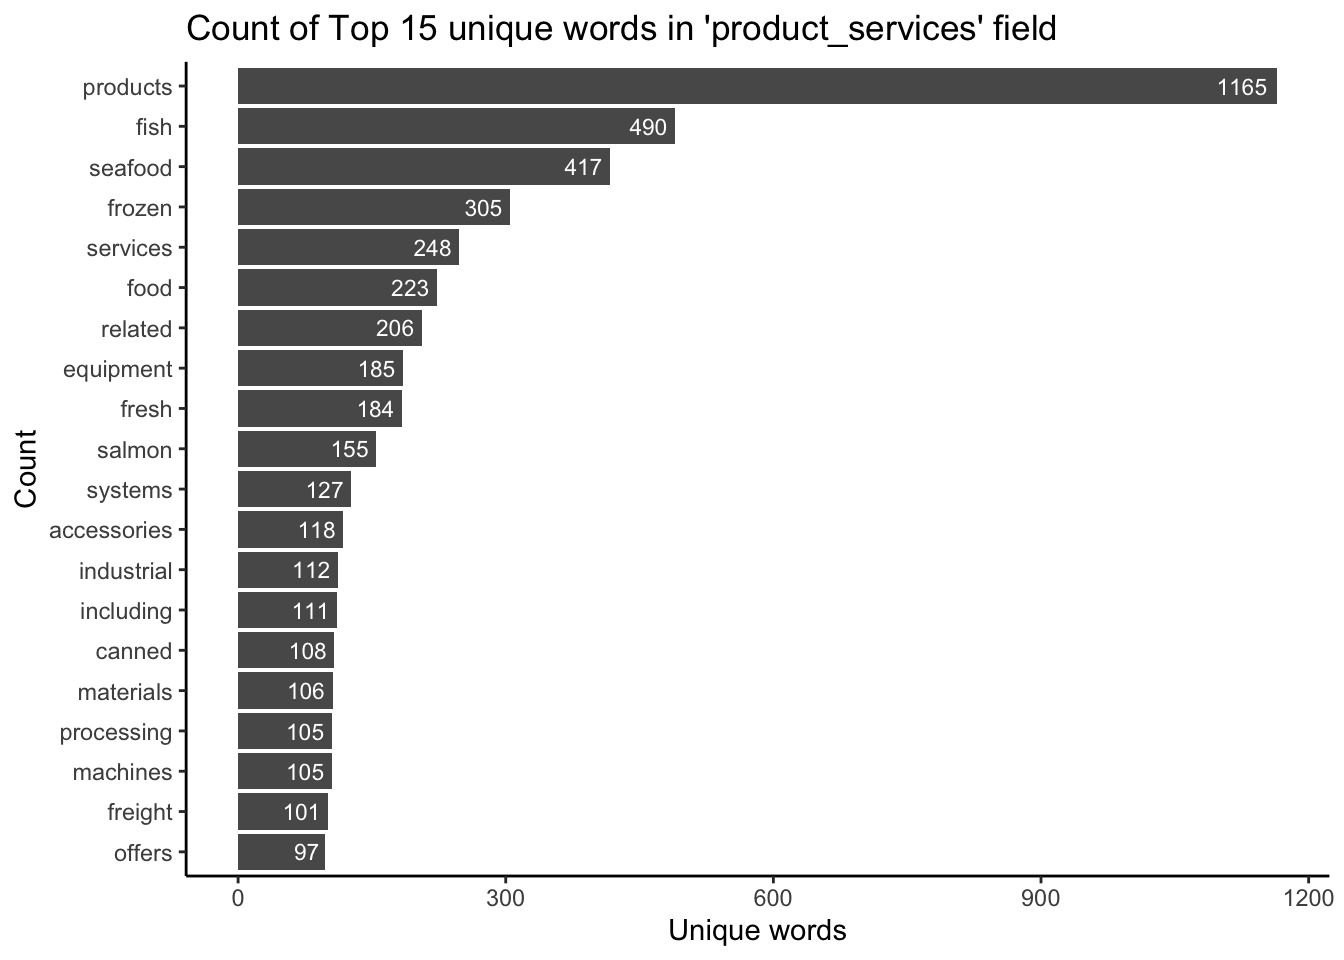 Count of Top 15 unique words in 'product_services' field
products 1165
fish 490
seafood 417
frozen 305
services 248
food 223
related 206
equipment 185
fresh 184
salmon 155
systems 127
accessories 118
industrial 112
including 111
canned 108
materials 106
processing 105
machines 105
freight 101
offers 97
Count
0 300 600 900 1200
Unique words